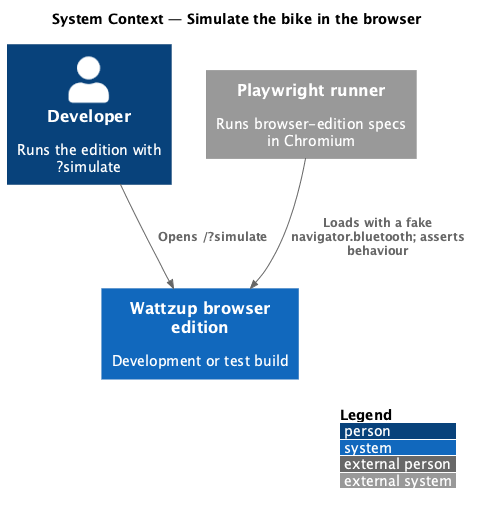 System Context — Simulate the bike in the browser
Developer
Runs the edition with
?simulate
Playwright runner
Runs browser-edition specs
in Chromium
Opens /?simulate
Loads with a fake
navigator.bluetooth; asserts
behaviour
Wattzup browser
edition
Development or test build
Legend
person
system
external person
external system